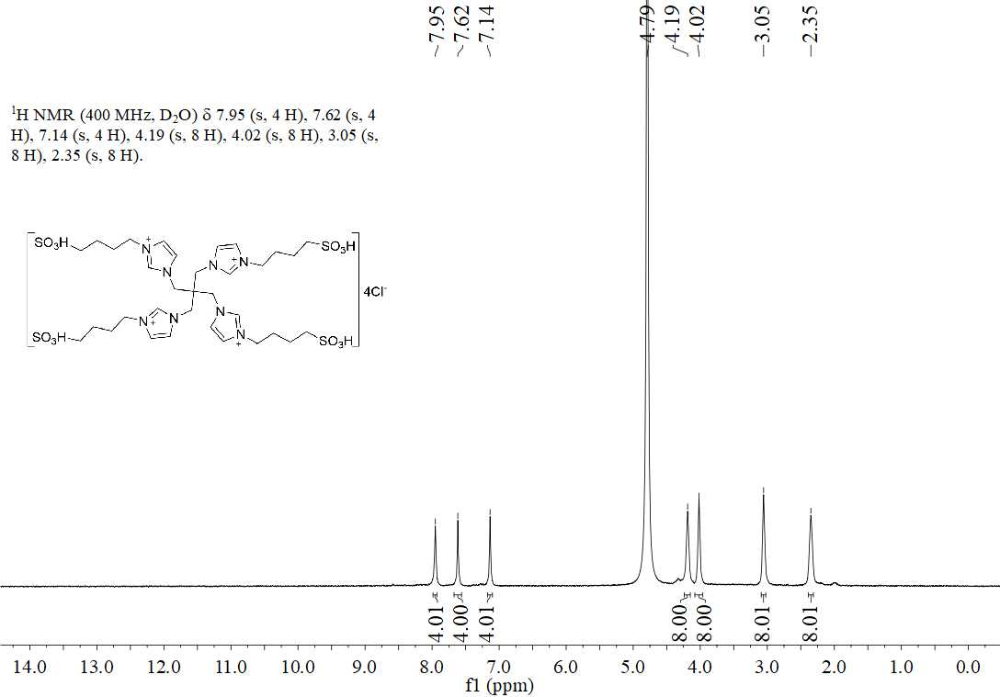 7.95
7.62
7.14
4.79
4.19
4.02
3.05
2.35
¹H NMR (400 MHz, D₂O) δ 7.95 (s, 4 H), 7.62 (s, 4
H), 7.14 (s, 4 H), 4.19 (s, 8 H), 4.02 (s, 8 H), 3.05 (s,
8 H), 2.35 (s, 8 H).
SO₃H
N
+
N
N
+
N
SO₃H
4Cl⁻
SO₃H
N
+
N
N
N
+
SO₃H
4.01
4.00
4.01
8.00
8.00
8.01
8.01
14.0 13.0 12.0 11.0 10.0 9.0 8.0 7.0 6.0 5.0 4.0 3.0 2.0 1.0 0.0
f1 (ppm)